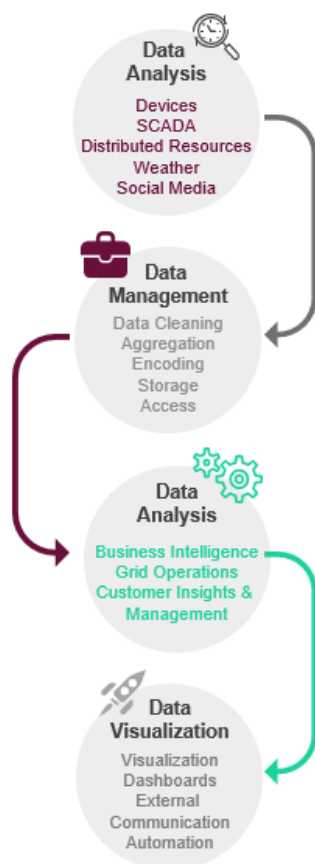 Data
Analysis
Devices
SCADA
Distributed Resources
Weather
Social Media
Data
Management
Data Cleaning
Aggregation
Encoding
Storage
Access
Data
Analysis
Business Intelligence
Grid Operations
Customer Insights &
Management
Data
Visualization
Visualization
Dashboards
External
Communication
Automation